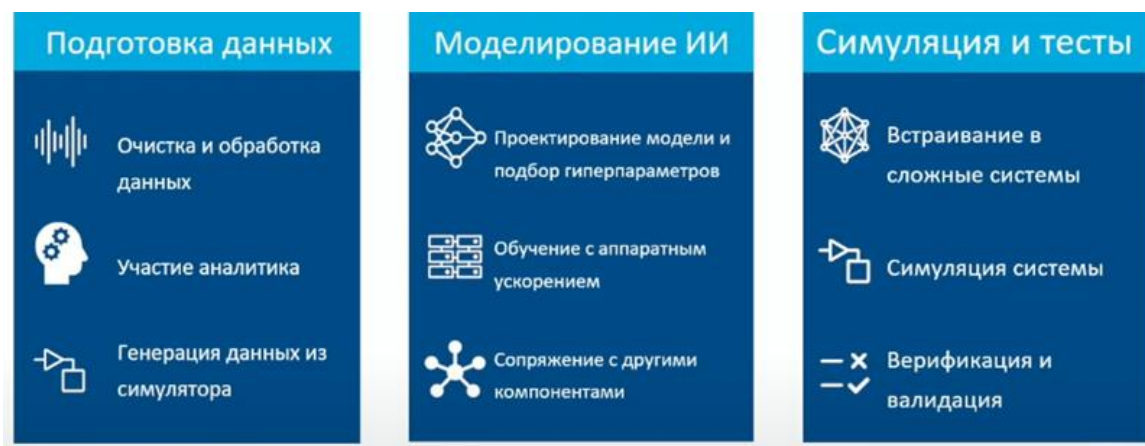 Подготовка данных
Очистка и обработка
данных
Участие аналитика
Генерация данных из
симулятора
Моделирование ИИ
Проектирование модели и
подбор гиперпараметров
Обучение с аппаратным
ускорением
Сопряжение с другими
компонентами
Симуляция и тесты
Встраивание в
сложные системы
Симуляция системы
Верификация и
валидация